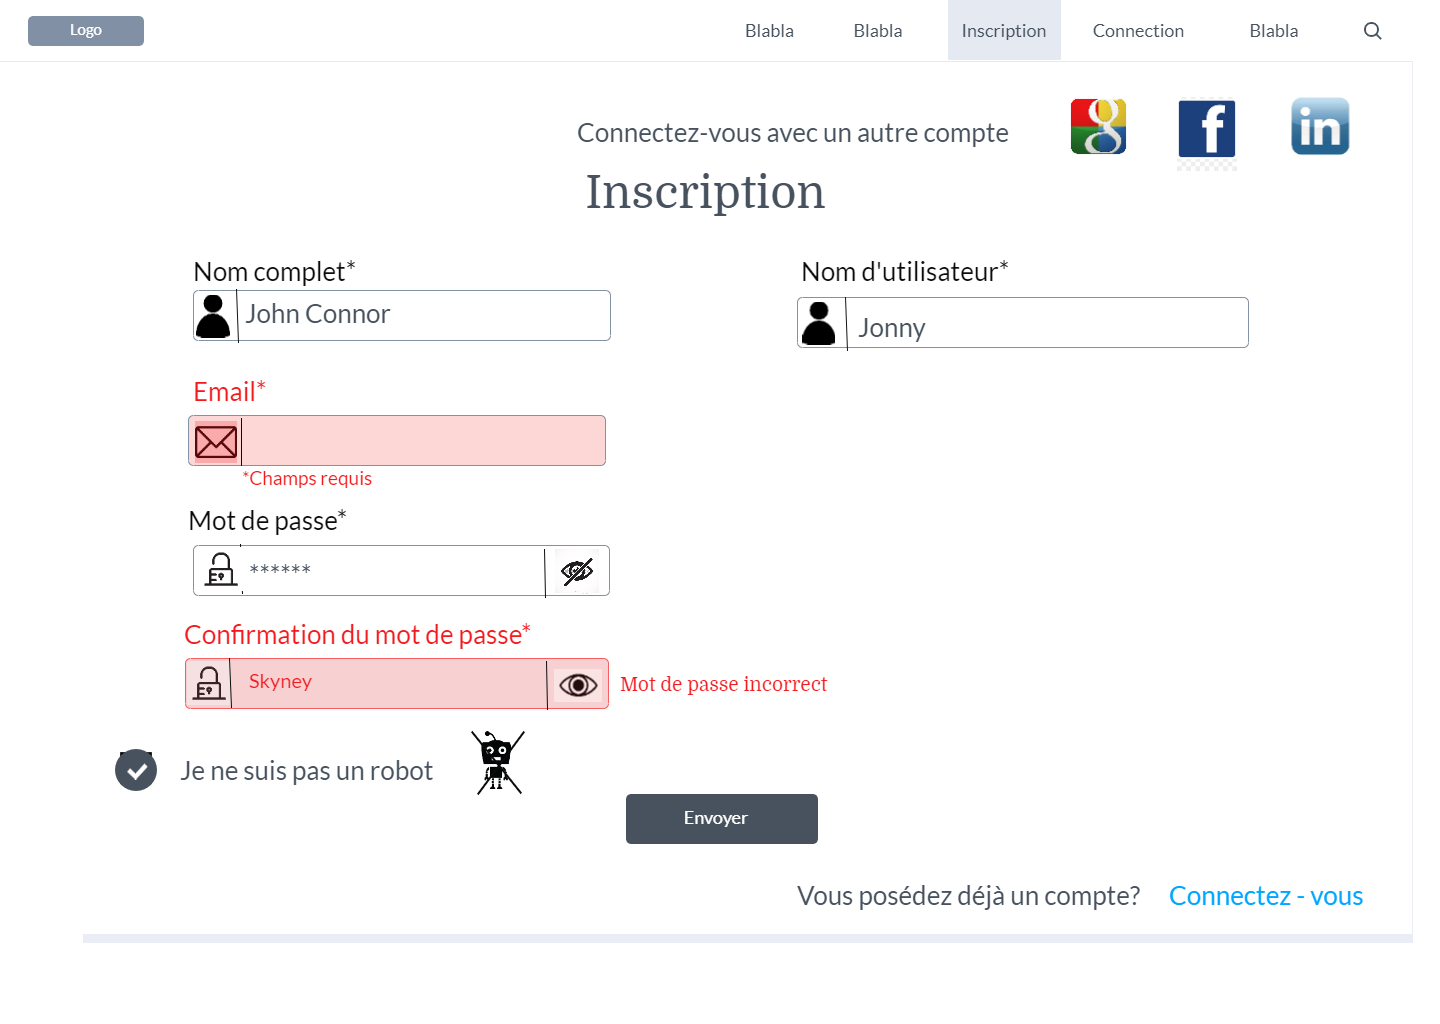 Logo
Blabla
Blabla
Inscription
Connection
Blabla
Connectez-vous avec un autre compte
g
f
in
Inscription
Nom complet*
Nom d'utilisateur*
John Connor
Jonny
Email*
*Champs requis
Mot de passe*
******
Confirmation du mot de passe*
Skyney
Mot de passe incorrect
Je ne suis pas un robot
Envoyer
Vous posédez déjà un compte?
Connectez - vous